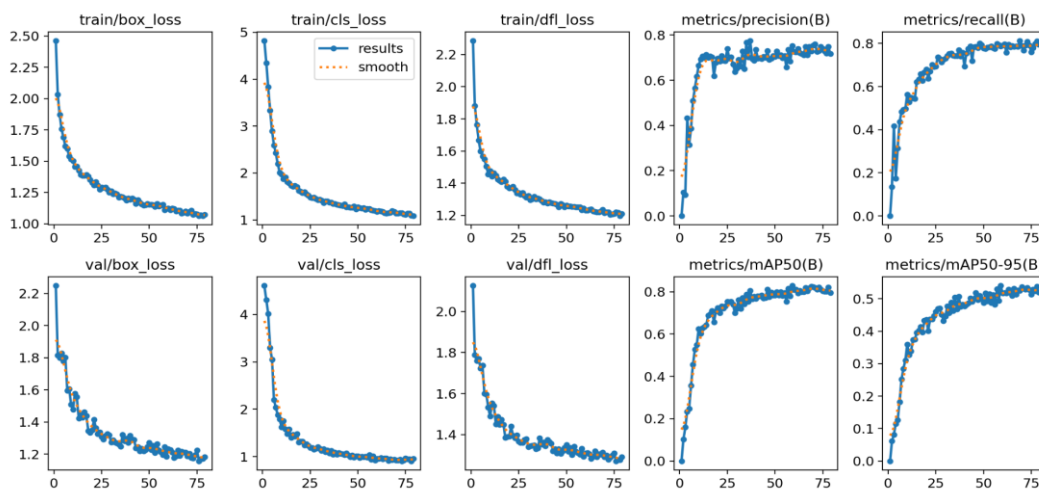 train/box_loss
train/cls_loss
train/dfl_loss
metrics/precision(B)
metrics/recall(B)
2.50
2.25
2.00
1.75
1.50
1.25
1.00
0 25 50 75
5
4
3
2
1
results
smooth
0 25 50 75
2.2
2.0
1.8
1.6
1.4
1.2
0 25 50 75
0.8
0.6
0.4
0.2
0.0
0 25 50 75
0.8
0.6
0.4
0.2
0.0
0 25 50 75
val/box_loss
val/cls_loss
val/dfl_loss
metrics/mAP50(B)
metrics/mAP50-95(B
2.2
2.0
1.8
1.6
1.4
1.2
0 25 50 75
4
3
2
1
0 25 50 75
2.0
1.8
1.6
1.4
0 25 50 75
0.8
0.6
0.4
0.2
0.0
0 25 50 75
0.5
0.4
0.3
0.2
0.1
0.0
0 25 50 75